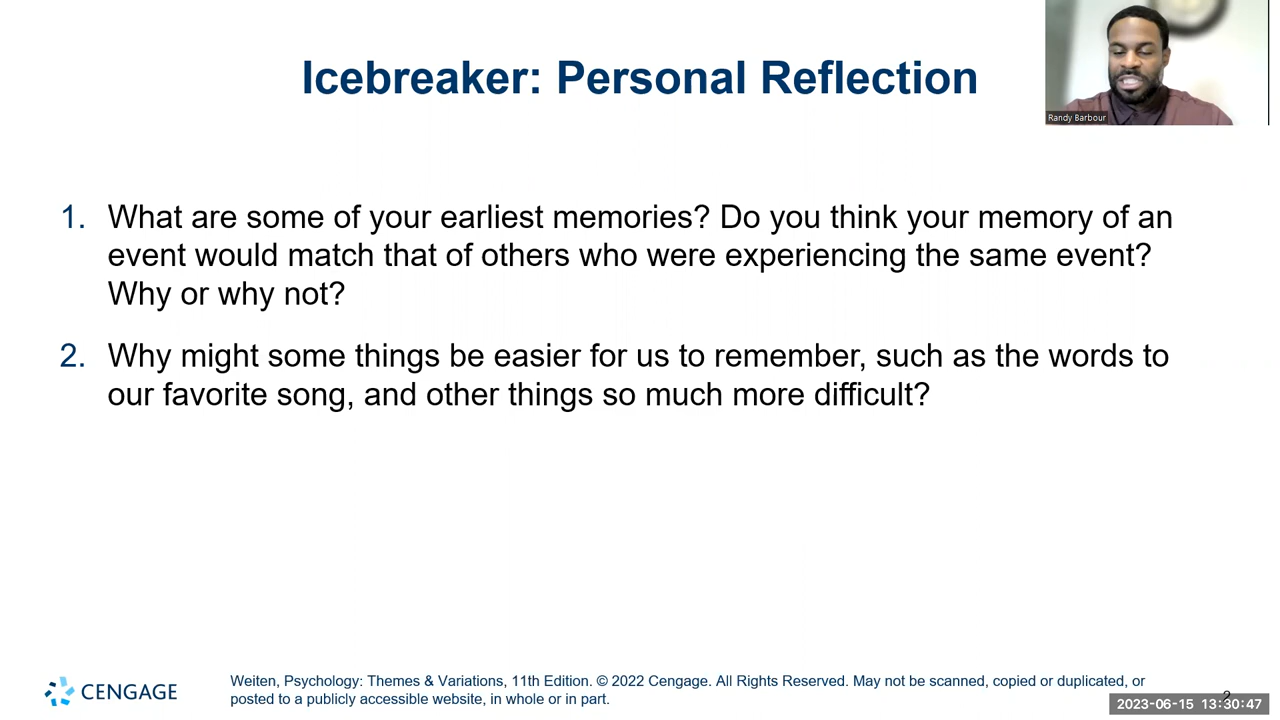 Icebreaker: Personal Reflection
Randy Barbour
1. What are some of your earliest memories? Do you think your memory of an
event would match that of others who were experiencing the same event?
Why or why not?
2. Why might some things be easier for us to remember, such as the words to
our favorite song, and other things so much more difficult?
CENGAGE
Weiten, Psychology: Themes & Variations, 11th Edition. © 2022 Cengage. All Rights Reserved. May not be scanned, copied or duplicated, or
posted to a publicly accessible website, in whole or in part.
2
2023-06-15 13:30:47